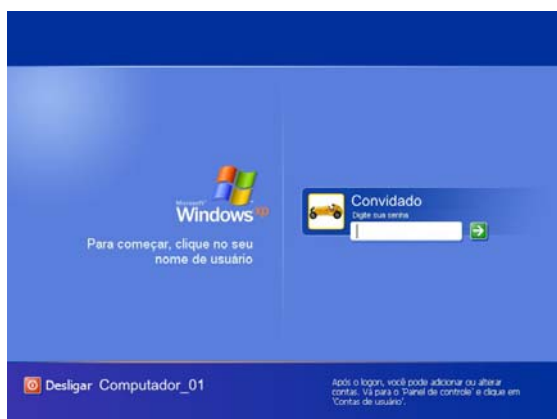 Microsoft
Windows xp
Para começar, clique no seu
nome de usuário
Convidado
Digite sua senha
Desligar Computador_01
Após o logon, você pode adicionar ou alterar
contas. Vá para o 'Painel de controle' e clique em
'Contas de usuário'.